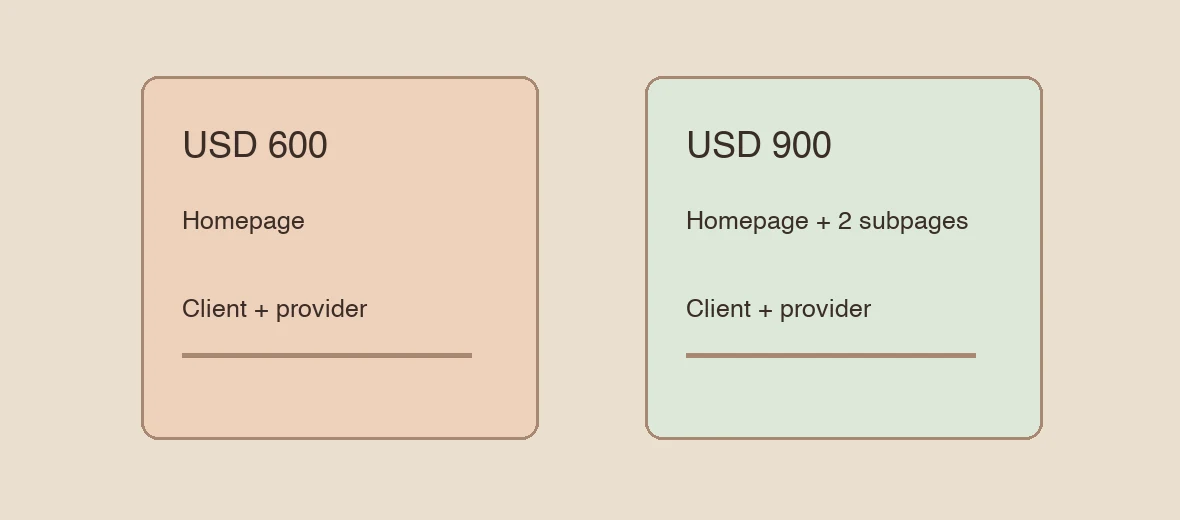 USD 600
Homepage
Client + provider
USD 900
Homepage + 2 subpages
Client + provider